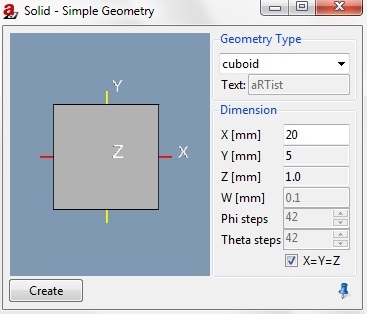 Solid - Simple Geometry
Geometry Type
cuboid
Text: aRTist
Dimension
X [mm] 20
Y [mm] 5
Z [mm] 1.0
W [mm] 0.1
Phi steps 42
Theta steps 42
X=Y=Z
Y
Z
X
Create